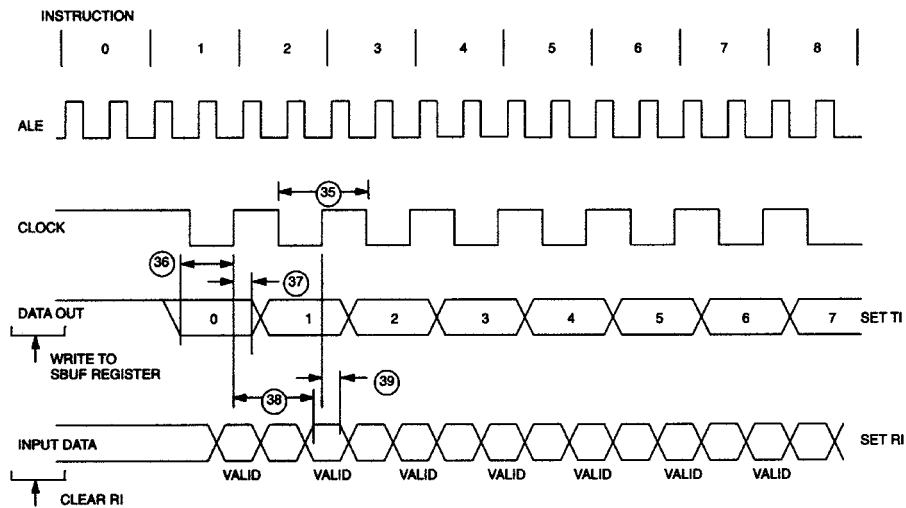 INSTRUCTION
0 1 2 3 4 5 6 7 8
ALE
35
CLOCK
36
37
DATA OUT 0 1 2 3 4 5 6 7 SET TI
WRITE TO
SBUF REGISTER
39
38
INPUT DATA SET RI
VALID VALID VALID VALID VALID VALID VALID
CLEAR RI